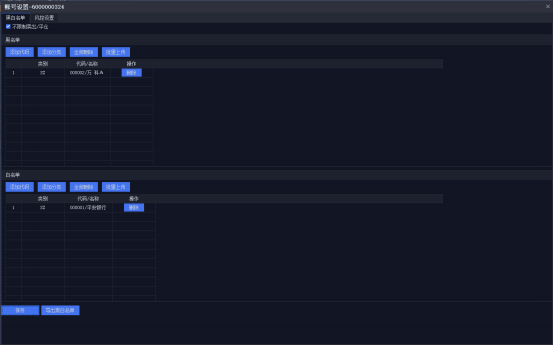 账号设置-6000000324
黑白名单 风控设置
不限制卖出/平仓
黑名单
添加代码 添加分类 全部删除 批量上传
类别 代码/名称 操作
1 SZ 000002/万 科A 删除
白名单
添加代码 添加分类 全部删除 批量上传
类别 代码/名称 操作
1 SZ 000001/平安银行 删除
保存 导出黑白名单